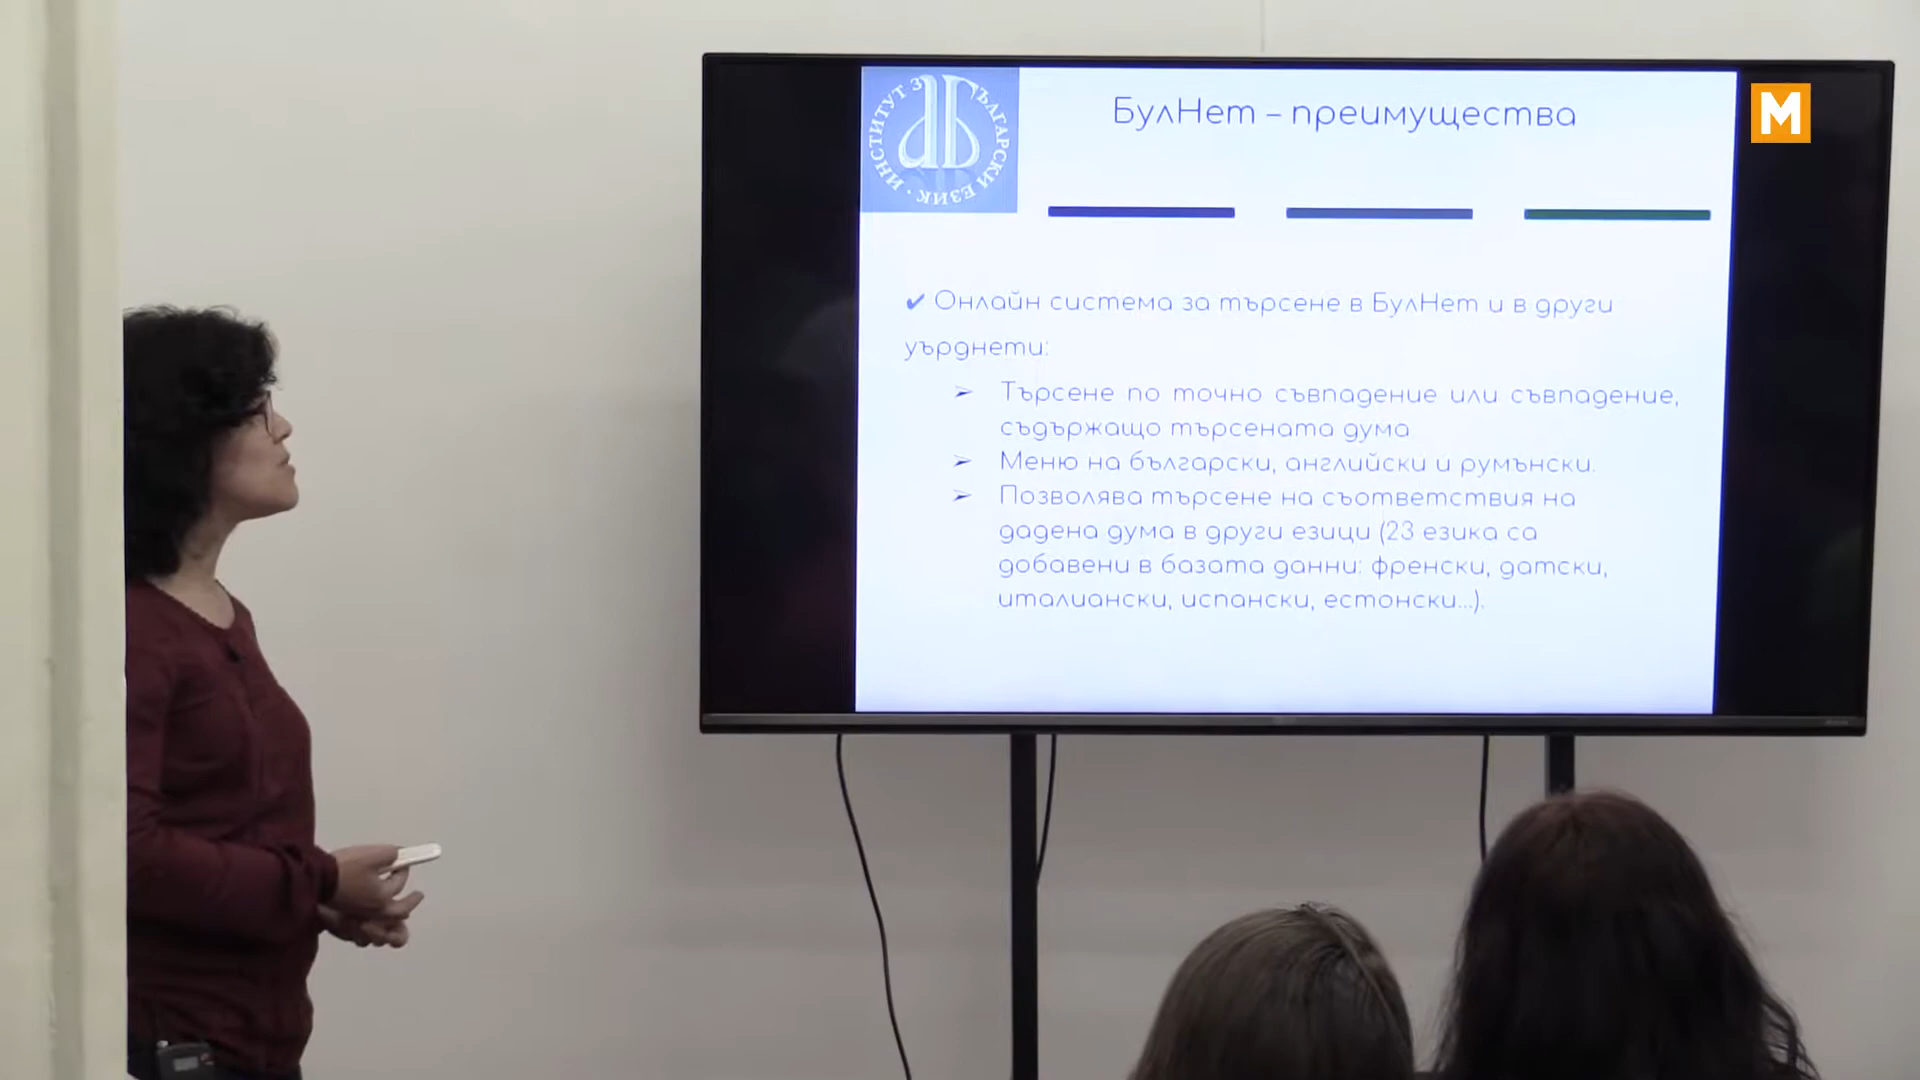 ИНСТИТУТ ЗА БЪЛГАРСКИ ЕЗИК
БулНет – преимущества
M
✔ Онлайн система за търсене в БулНет и в други
уърднети:
➢ Търсене по точно съвпадение или съвпадение,
съдържащо търсената дума
➢ Меню на български, английски и румънски.
➢ Позволява търсене на съответствия на
дадена дума в други езици (23 езика са
добавени в базата данни: френски, датски,
италиански, испански, естонски...).